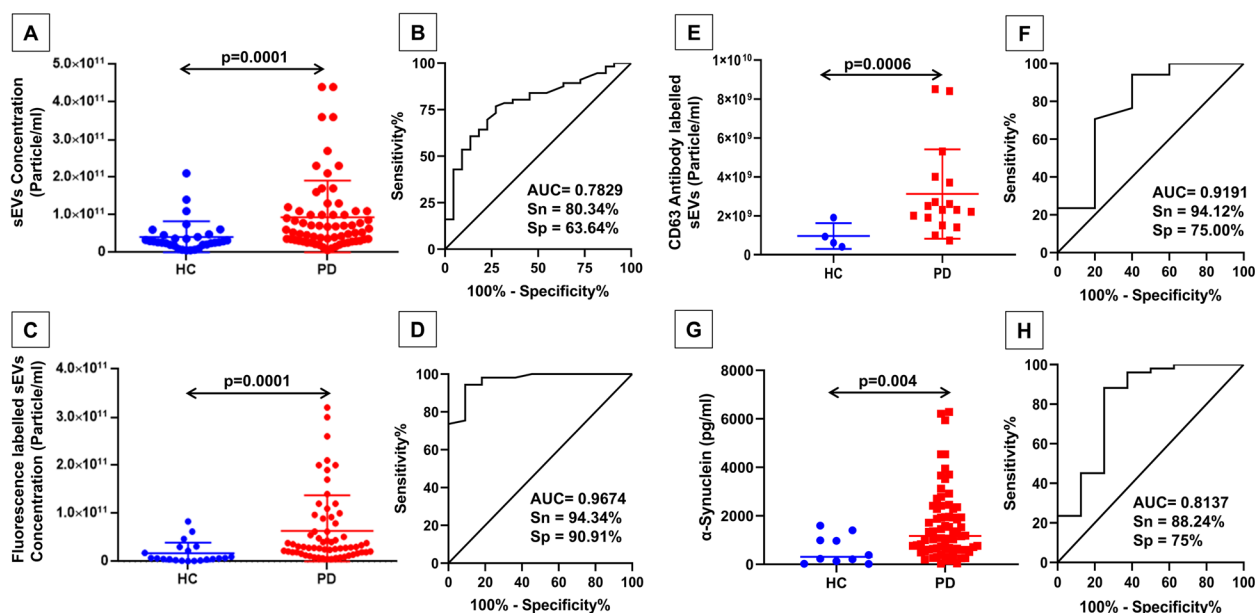 A
sEVs Concentration
(Particle/ml)
5.0×10¹¹
4.0×10¹¹
3.0×10¹¹
2.0×10¹¹
1.0×10¹¹
0
p=0.0001
HC
PD
B
Sensitivity%
100
75
50
25
0
AUC= 0.7829
Sn = 80.34%
Sp = 63.64%
0
25
50
75
100
100% - Specificity%
E
CD63 Antibody labelled
sEVs (Particle/ml)
1×10¹⁰
8×10⁹
6×10⁹
4×10⁹
2×10⁹
0
p=0.0006
HC
PD
F
Sensitivity%
100
80
60
40
20
0
AUC= 0.9191
Sn = 94.12%
Sp = 75.00%
0
20
40
60
80
100
100% - Specificity%
C
Fluorescence labelled sEVs
Concentration (Particle/ml)
4.0×10¹¹
3.0×10¹¹
2.0×10¹¹
1.0×10¹¹
0
p=0.0001
HC
PD
D
Sensitivity%
100
80
60
40
20
0
AUC= 0.9674
Sn = 94.34%
Sp = 90.91%
0
20
40
60
80
100
100% - Specificity%
G
α-Synuclein (pg/ml)
8000
6000
4000
2000
0
p=0.004
HC
PD
H
Sensitivity%
100
80
60
40
20
0
AUC= 0.8137
Sn = 88.24%
Sp = 75%
0
20
40
60
80
100
100% - Specificity%